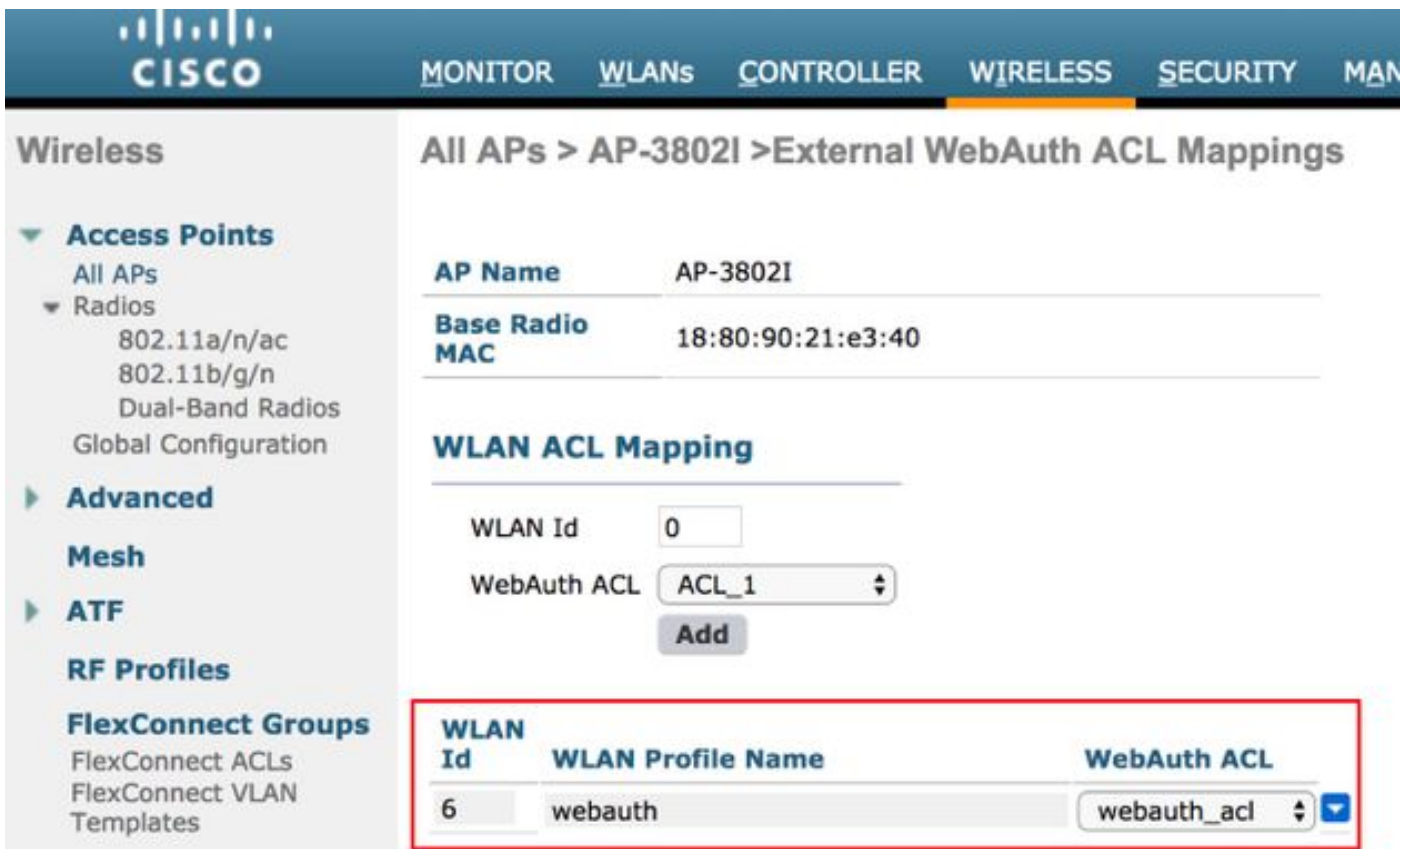 CISCO
MONITOR WLANs CONTROLLER WIRELESS SECURITY MAN
Wireless
Access Points
All APs
Radios
802.11a/n/ac
802.11b/g/n
Dual-Band Radios
Global Configuration
Advanced
Mesh
ATF
RF Profiles
FlexConnect Groups
FlexConnect ACLs
FlexConnect VLAN
Templates
All APs > AP-3802I >External WebAuth ACL Mappings
AP Name AP-3802I
Base Radio
MAC 18:80:90:21:e3:40
WLAN ACL Mapping
WLAN Id 0
WebAuth ACL ACL_1
Add
WLAN
Id WLAN Profile Name WebAuth ACL
6 webauth webauth_acl